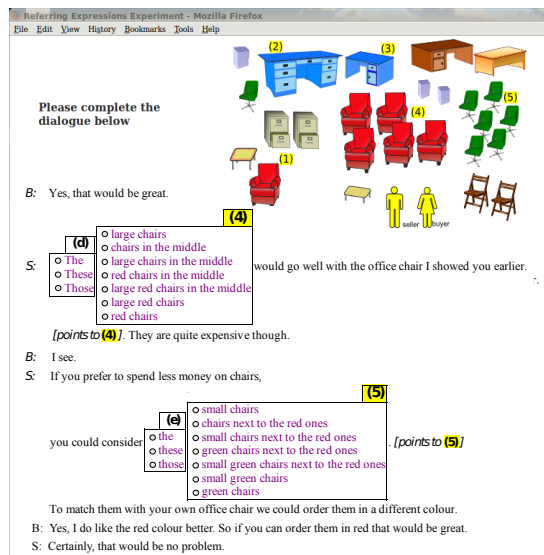 Referring Expressions Experiment - Mozilla Firefox
File Edit View History Bookmarks Tools Help
(2) (3)
(5)
(4)
Please complete the
dialogue below
(1)
B: Yes, that would be great.
seller buyer
(4)
(d)
large chairs
chairs in the middle
The large chairs in the middle
S: These red chairs in the middle would go well with the office chair I showed you earlier.
Those large red chairs in the middle
large red chairs
red chairs
[points to (4)]. They are quite expensive though.
B: I see.
S: If you prefer to spend less money on chairs,
(5)
(e)
small chairs
chairs next to the red ones
the small chairs next to the red ones
you could consider these green chairs next to the red ones . [points to (5)]
those small green chairs next to the red ones
small green chairs
green chairs
To match them with your own office chair we could order them in a different colour.
B: Yes, I do like the red colour better. So if you can order them in red that would be great.
S: Certainly, that would be no problem.